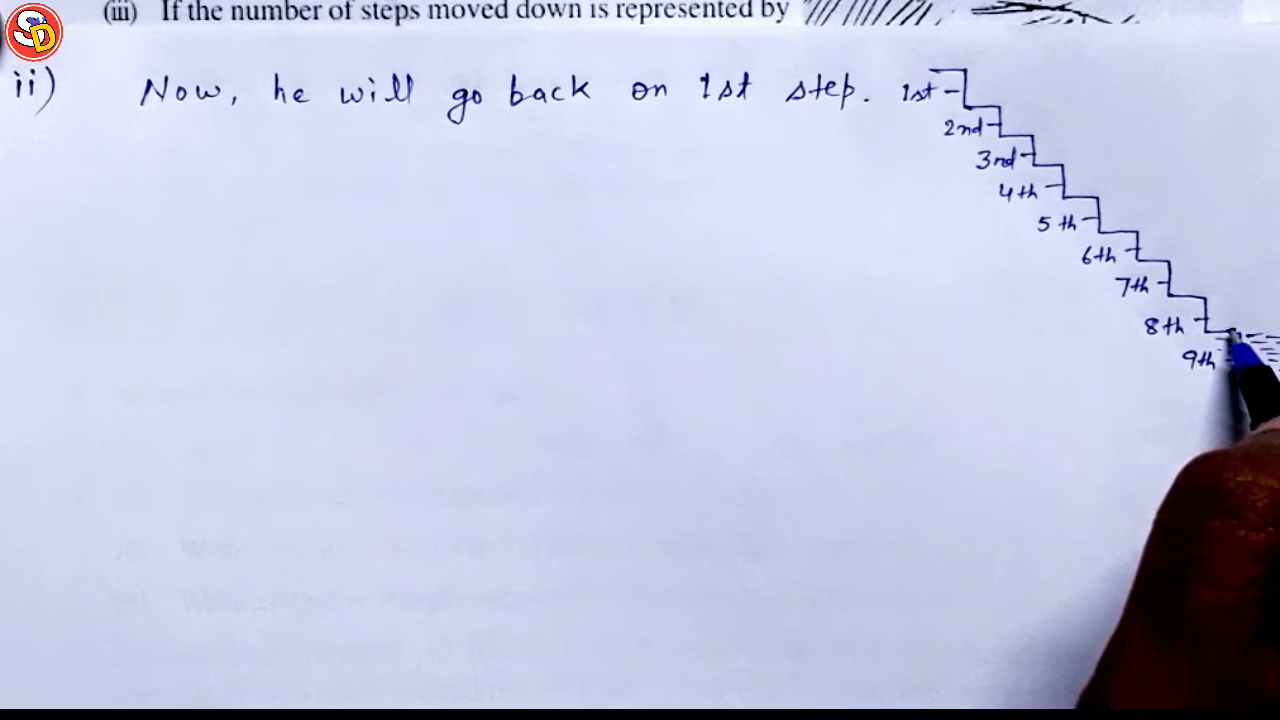 (iii) If the number of steps moved down is represented by
ii) Now, he will go back on 1st step.
1st
2nd
3rd
4th
5th
6th
7th
8th
9th
SD